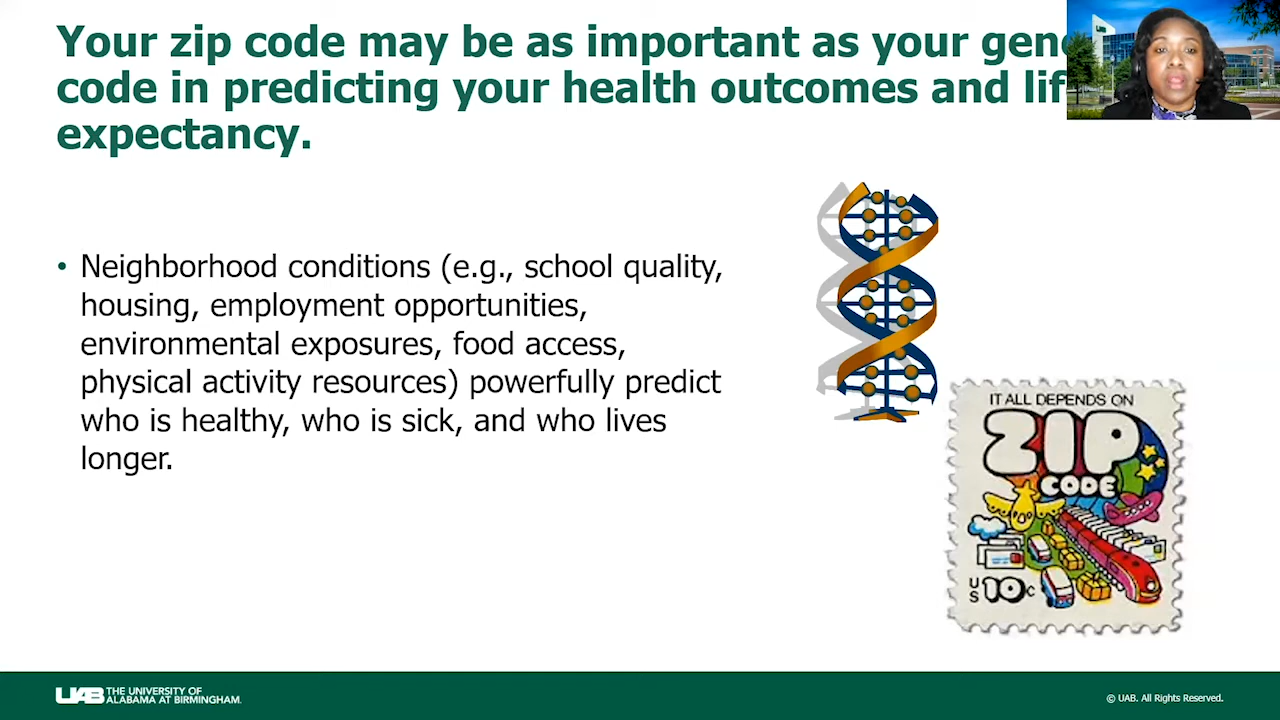 Your zip code may be as important as your gen
code in predicting your health outcomes and lif
expectancy.
• Neighborhood conditions (e.g., school quality,
housing, employment opportunities,
environmental exposures, food access,
physical activity resources) powerfully predict
who is healthy, who is sick, and who lives
longer.
IT ALL DEPENDS ON
ZIP
CODE
US 10c
UAB THE UNIVERSITY OF
ALABAMA AT BIRMINGHAM.
© UAB. All Rights Reserved.